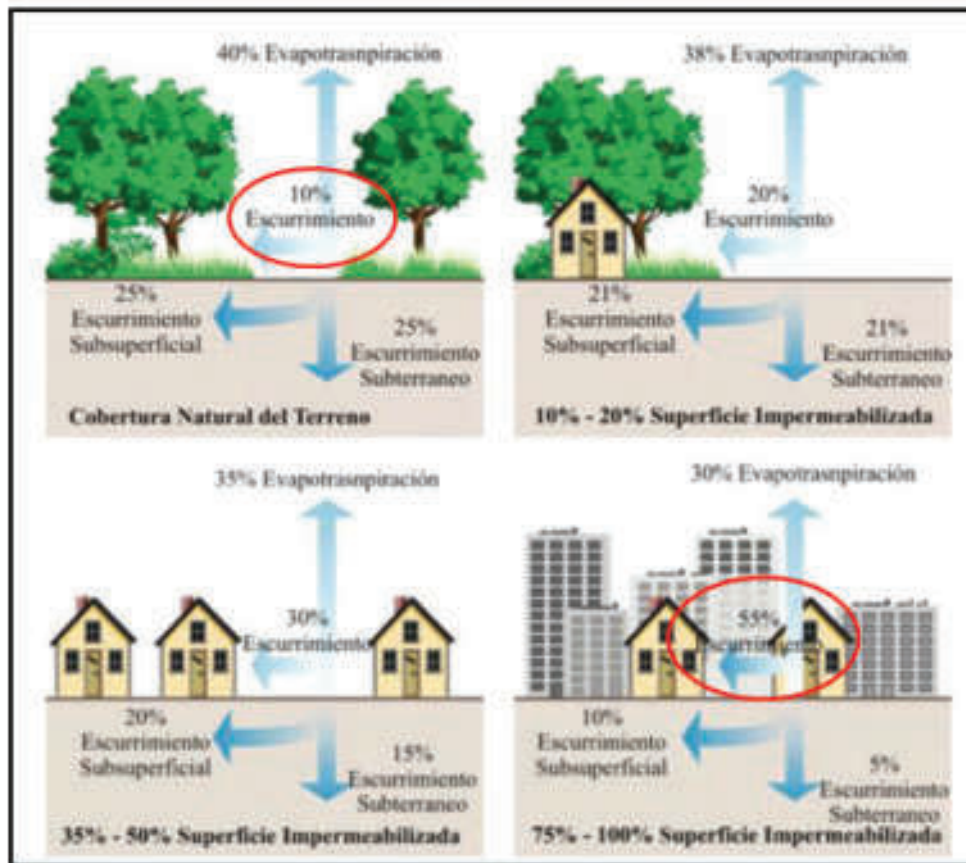 40% Evapotrasnpiración
10%
Escurrimiento
25%
Escurrimiento
Subsuperficial
25%
Escurrimiento
Subterraneo
Cobertura Natural del Terreno
38% Evapotrasnpiración
20%
Escurrimiento
21%
Escurrimiento
Subsuperficial
21%
Escurrimiento
Subterraneo
10% - 20% Superficie Impermeabilizada
35% Evapotrasnpiración
30%
Escurrimiento
20%
Escurrimiento
Subsuperficial
15%
Escurrimiento
Subterraneo
35% - 50% Superficie Impermeabilizada
30% Evapotrasnpiración
55%
Escurrimiento
10%
Escurrimiento
Subsuperficial
5%
Escurrimiento
Subterraneo
75% - 100% Superficie Impermeabilizada